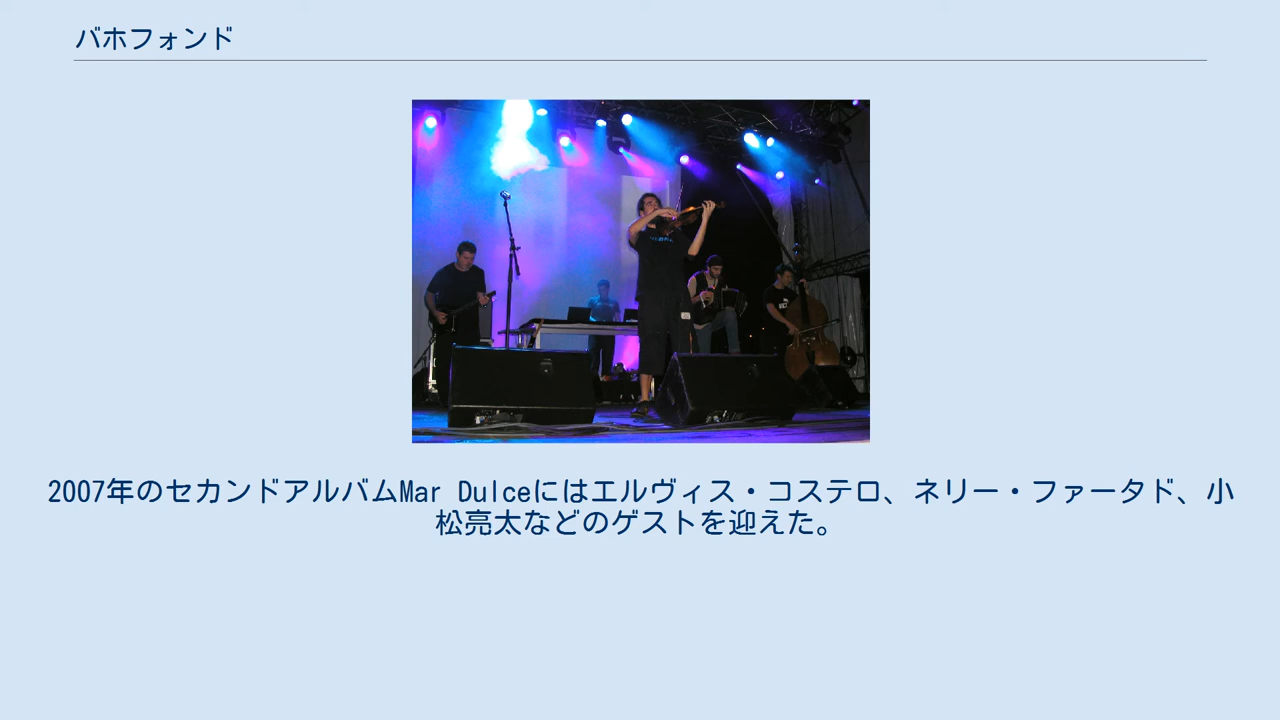 バホフォンド
2007年のセカンドアルバムMar Dulceにはエルヴィス・コステロ、ネリー・ファータド、小
松亮太などのゲストを迎えた。